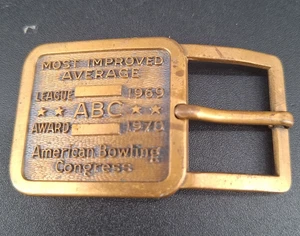 MOST IMPROVED
AVERAGE
LEAGUE 1969
★ ★ ABC ★ ★
AWARD 1970
American Bowling
Congress